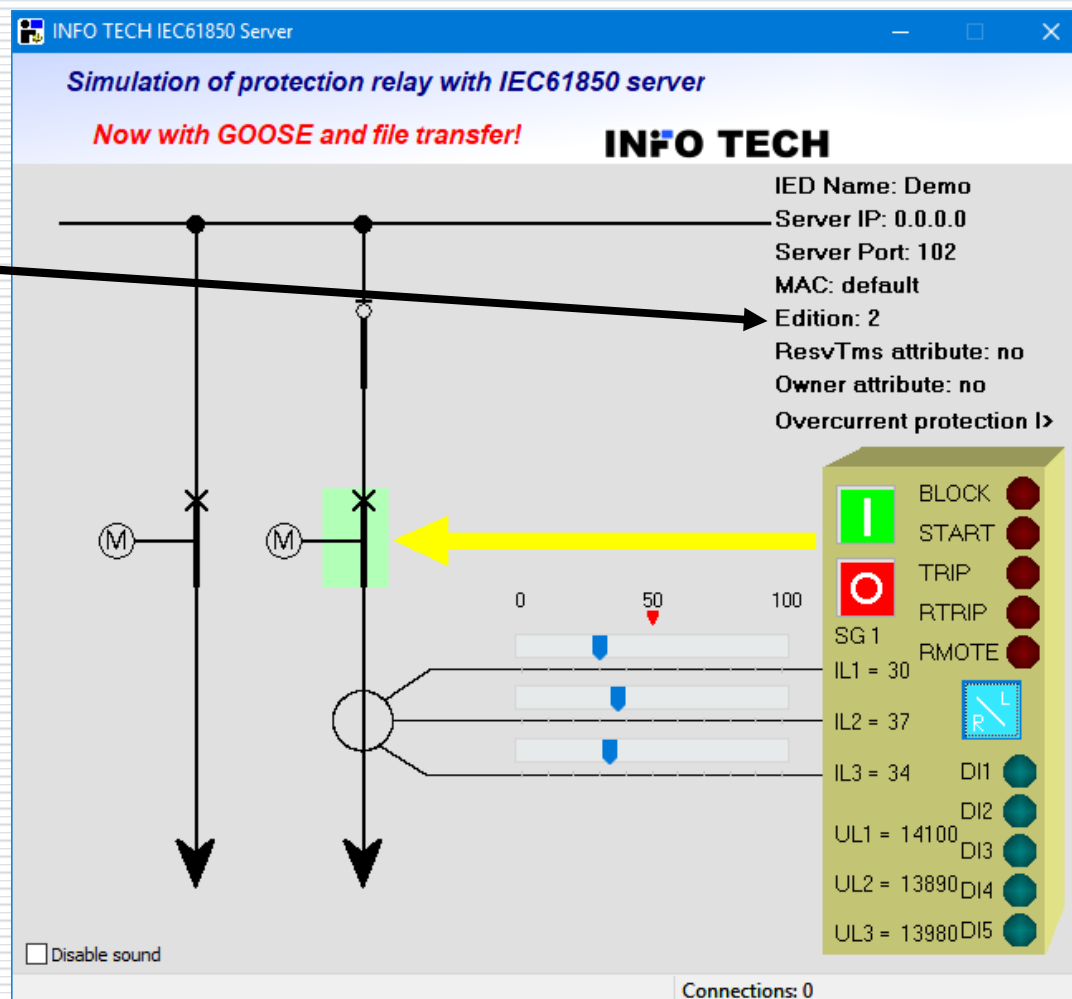 INFO TECH IEC61850 Server
Simulation of protection relay with IEC61850 server
Now with GOOSE and file transfer!
INFO TECH
IED Name: Demo
Server IP: 0.0.0.0
Server Port: 102
MAC: default
Edition: 2
ResvTms attribute: no
Owner attribute: no
Overcurrent protection I>
BLOCK
START
TRIP
RTRIP
RMOTE
M
M
0 50 100
SG1
IL1 = 30
L
R
IL2 = 37
IL3 = 34
DI1
DI2
UL1 = 14100
DI3
UL2 = 13890
DI4
UL3 = 13980
DI5
Disable sound
Connections: 0